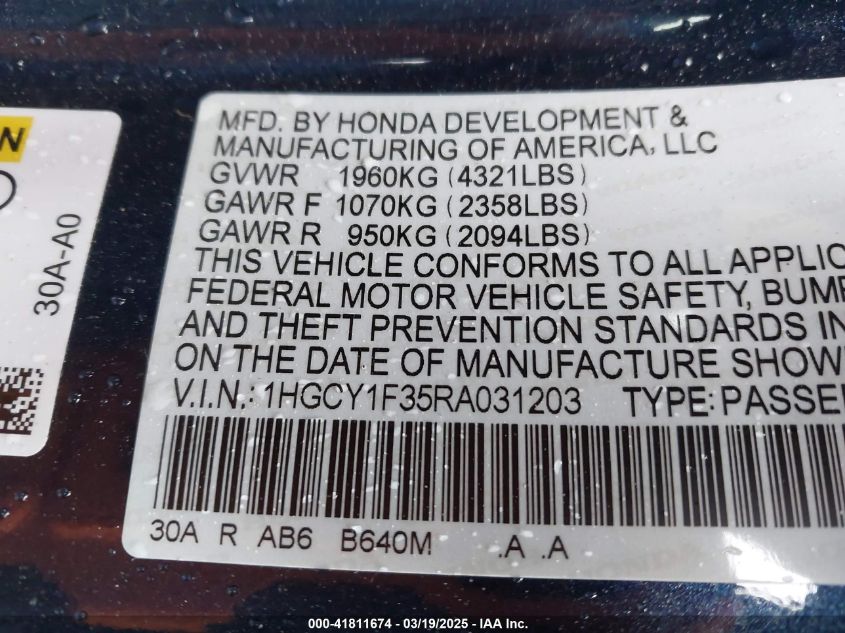 N
30A-A0
MFD. BY HONDA DEVELOPMENT &
MANUFACTURING OF AMERICA, LLC
GVWR 1960KG (4321LBS)
GAWR F 1070KG (2358LBS)
GAWR R 950KG (2094LBS)
THIS VEHICLE CONFORMS TO ALL APPLIC
FEDERAL MOTOR VEHICLE SAFETY, BUMP
AND THEFT PREVENTION STANDARDS IN
ON THE DATE OF MANUFACTURE SHOW
V.I.N.: 1HGCY1F35RA031203 TYPE: PASSE
30A R AB6 B640M .A .A
000-41811674 - 03/19/2025 - IAA Inc.